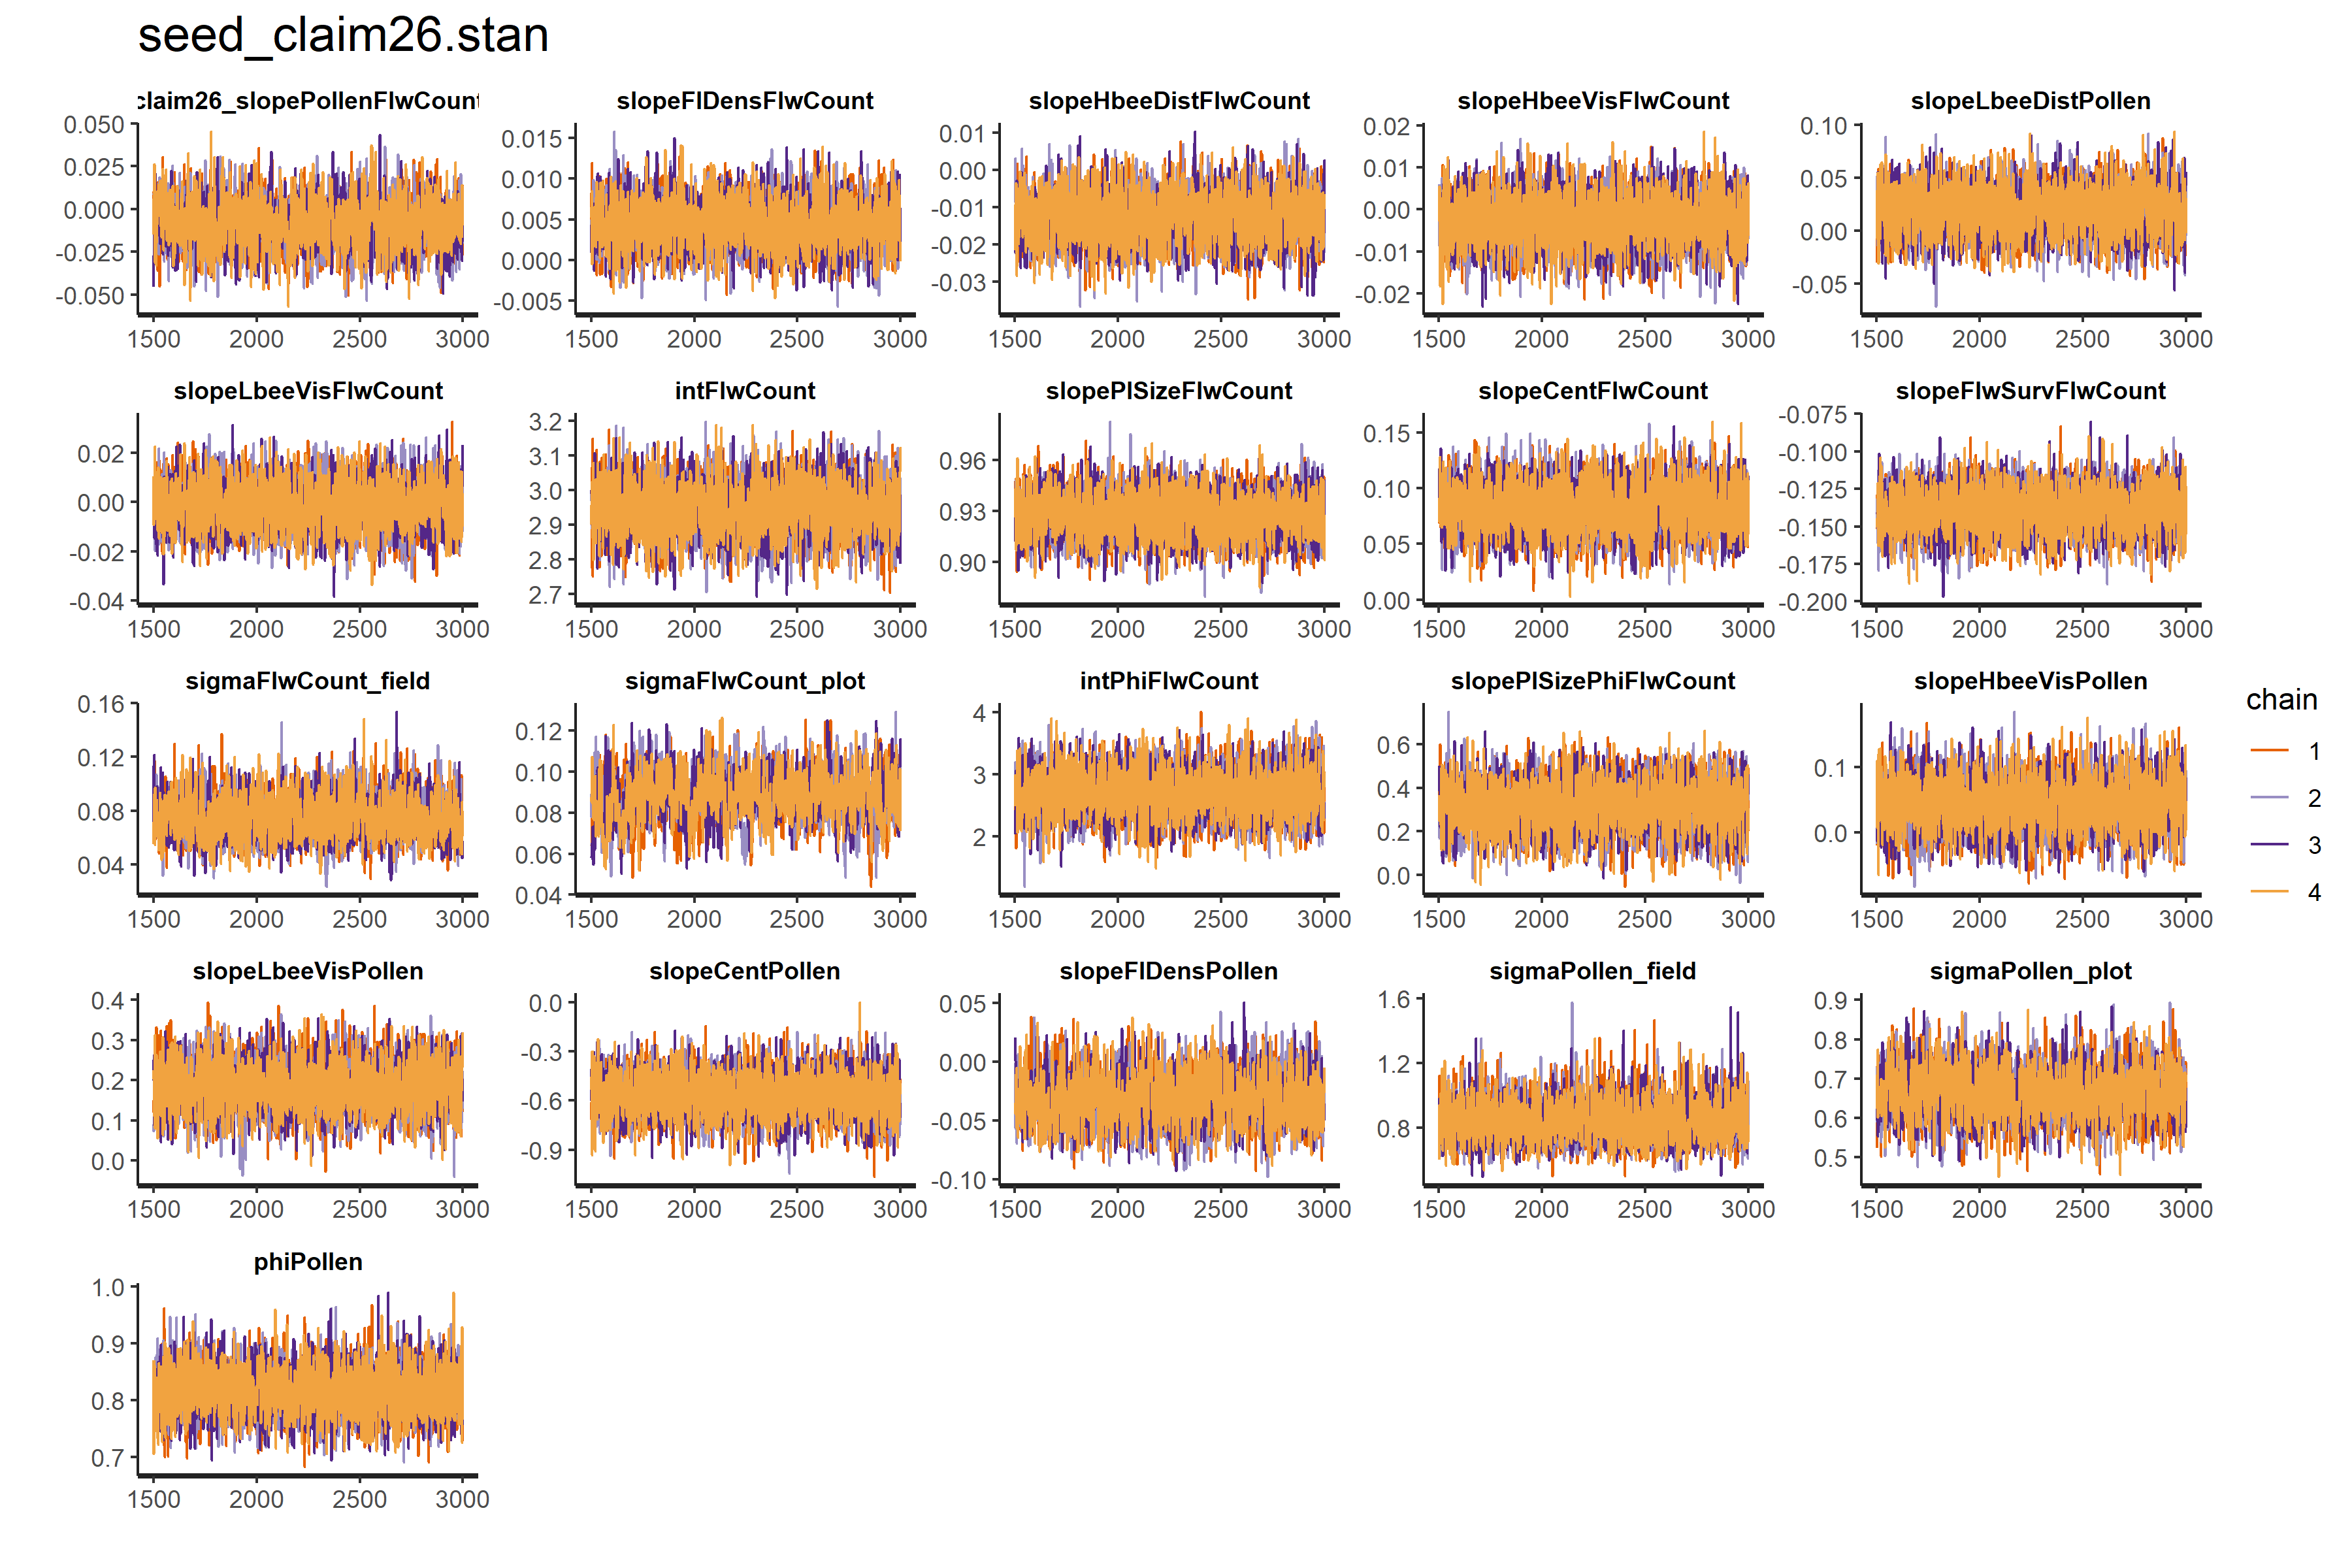 seed_claim26.stan
claim26_slopePollenFlwCount
slopeFlDensFlwCount
slopeHbeeDistFlwCount
slopeHbeeVisFlwCount
slopeLbeeDistPollen
0.050
0.025
0.000
-0.025
-0.050
1500 2000 2500 3000
0.015
0.010
0.005
0.000
-0.005
1500 2000 2500 3000
0.01
0.00
-0.01
-0.02
-0.03
1500 2000 2500 3000
0.02
0.01
0.00
-0.01
-0.02
1500 2000 2500 3000
0.10
0.05
0.00
-0.05
1500 2000 2500 3000
slopeLbeeVisFlwCount
intFlwCount
slopePlSizeFlwCount
slopeCentFlwCount
slopeFlwSurvFlwCount
0.02
0.00
-0.02
-0.04
1500 2000 2500 3000
3.2
3.1
3.0
2.9
2.8
2.7
1500 2000 2500 3000
0.96
0.93
0.90
1500 2000 2500 3000
0.15
0.10
0.05
0.00
1500 2000 2500 3000
-0.075
-0.100
-0.125
-0.150
-0.175
-0.200
1500 2000 2500 3000
sigmaFlwCount_field
sigmaFlwCount_plot
intPhiFlwCount
slopePlSizePhiFlwCount
slopeHbeeVisPollen
0.16
0.12
0.08
0.04
1500 2000 2500 3000
0.12
0.10
0.08
0.06
0.04
1500 2000 2500 3000
4
3
2
1500 2000 2500 3000
0.6
0.4
0.2
0.0
1500 2000 2500 3000
0.1
0.0
1500 2000 2500 3000
chain
1
2
3
4
slopeLbeeVisPollen
slopeCentPollen
slopeFlDensPollen
sigmaPollen_field
sigmaPollen_plot
0.4
0.3
0.2
0.1
0.0
1500 2000 2500 3000
0.0
-0.3
-0.6
-0.9
1500 2000 2500 3000
0.05
0.00
-0.05
-0.10
1500 2000 2500 3000
1.6
1.2
0.8
1500 2000 2500 3000
0.9
0.8
0.7
0.6
0.5
1500 2000 2500 3000
phiPollen
1.0
0.9
0.8
0.7
1500 2000 2500 3000